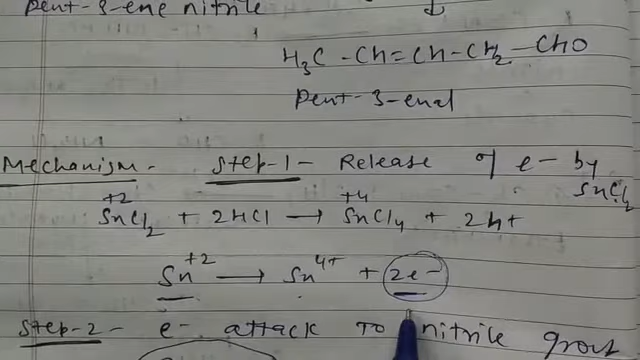 Pent-3-ene nitrile
H₃C-CH=CH-CH₂-CHO
Pent-3-enal
Mechanism- Step-1- Release of e- by SnCl₂
+2 +4
SnCl₂ + 2HCl → SnCl₄ + 2H+
Sn+2 → Sn4+ + 2e-
Step-2- e- attack to nitrile group